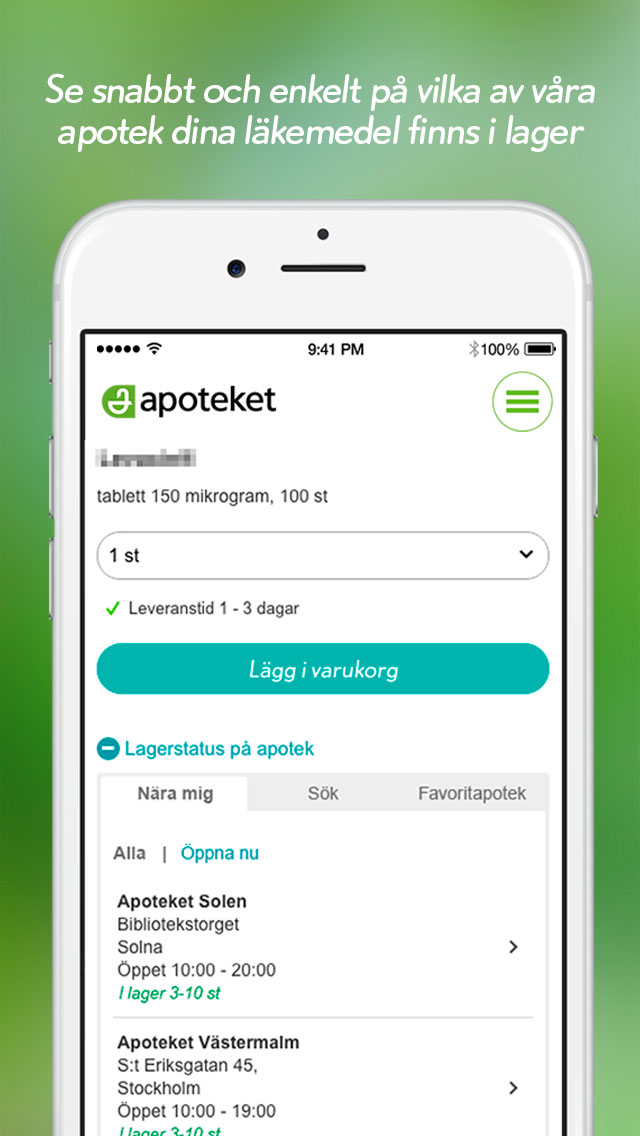 Se snabbt och enkelt på vilka av våra
apotek dina läkemedel finns i lager
9:41 PM
100%
apoteket
tablett 150 mikrogram, 100 st
1 st
Leveranstid 1 - 3 dagar
Lägg i varukorg
Lagerstatus på apotek
Nära mig
Sök
Favoritapotek
Alla | Öppna nu
Apoteket Solen
Bibliotekstorget
Solna
Öppet 10:00 - 20:00
I lager 3-10 st
Apoteket Västermalm
S:t Eriksgatan 45,
Stockholm
Öppet 10:00 - 19:00
I lager 3-10 st